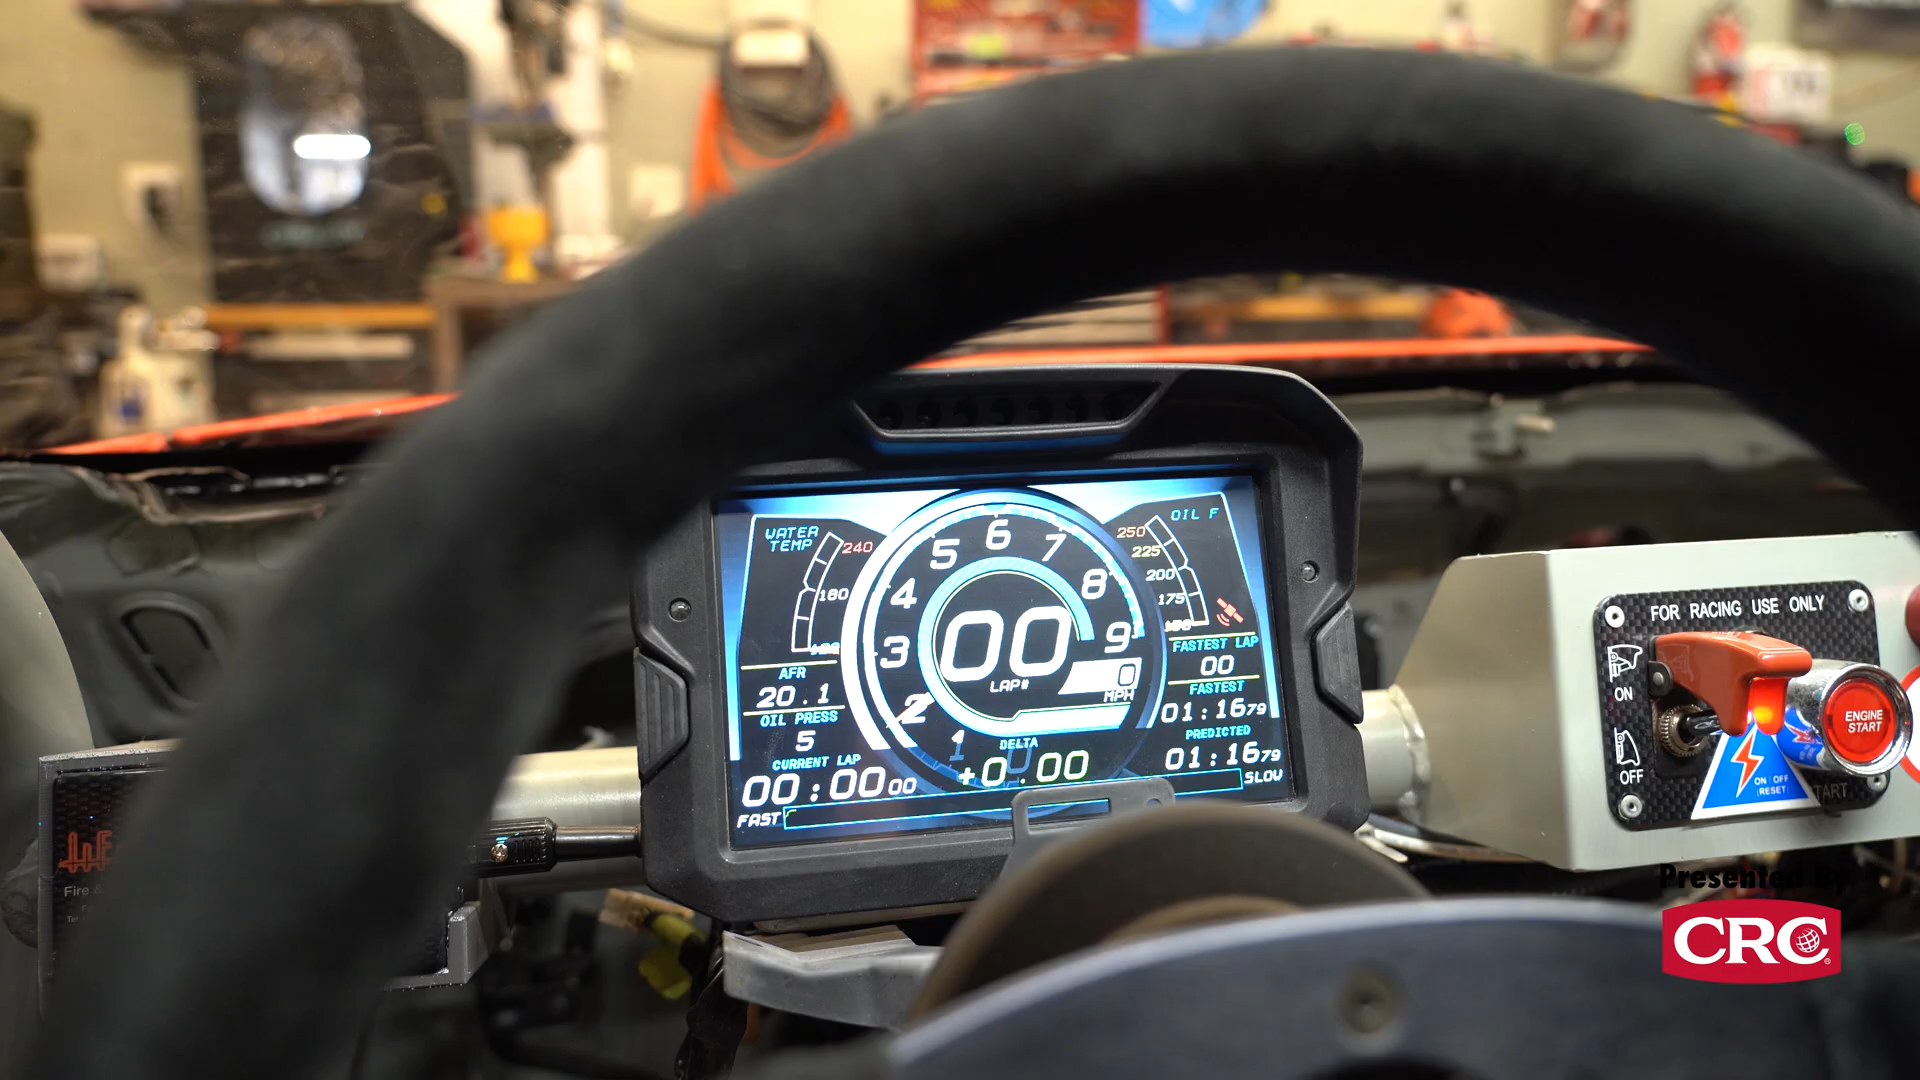 WATER
TEMP
240
180
OIL F
250
225
200
175
1
2
3
4
5
6
7
8
9
00
LAP#
0
MPH
AFR
20.1
OIL PRESS
5
CURRENT LAP
00:0000
DELTA
+0.00
FASTEST LAP
00
FASTEST
01:1679
PREDICTED
01:1679
FAST
SLOW
FOR RACING USE ONLY
ON
OFF
ENGINE
START
ON OFF
(RESET)
TART
Fire &
Presented By
CRC